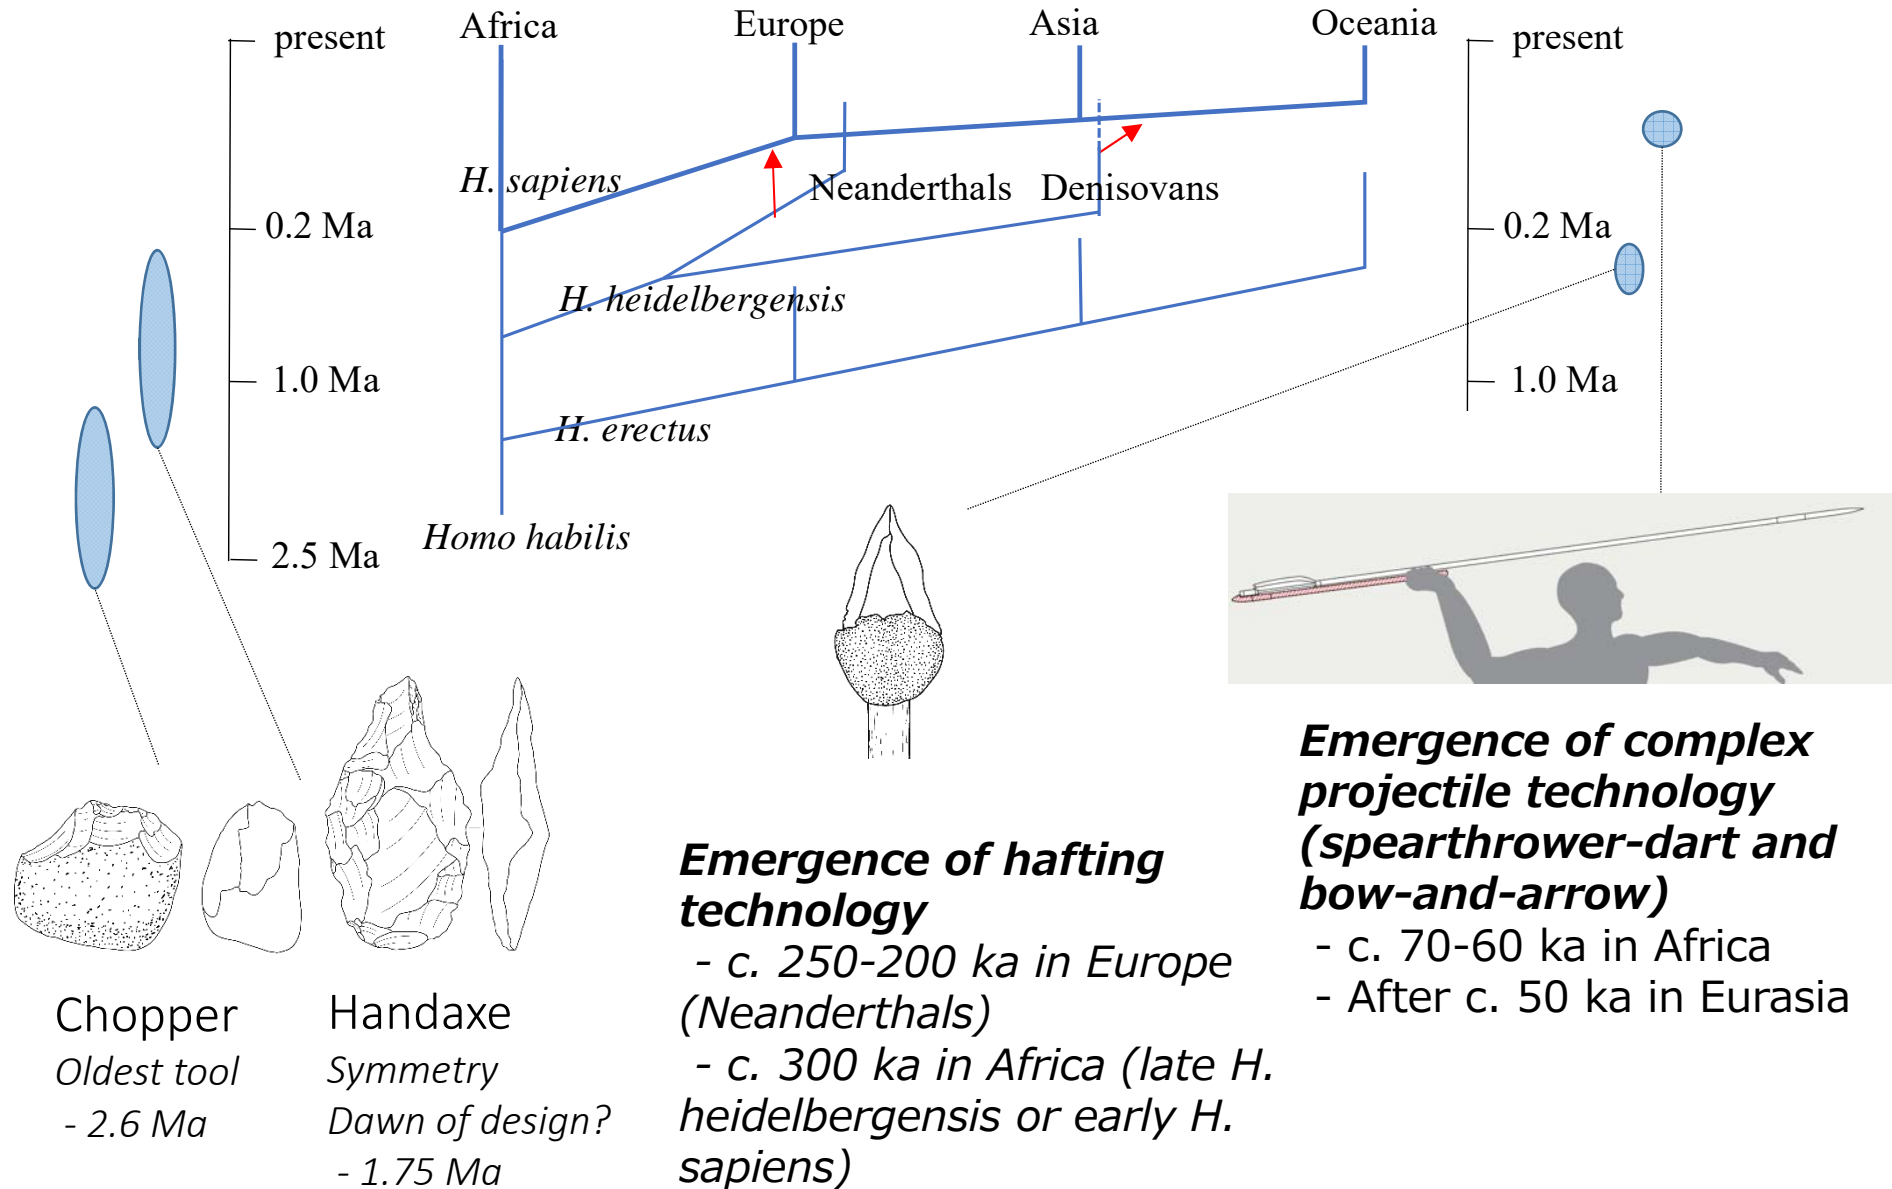 Africa
Europe
Asia
Oceania
present
present
H. sapiens
Neanderthals
Denisovans
0.2 Ma
0.2 Ma
H. heidelbergensis
1.0 Ma
1.0 Ma
H. erectus
Homo habilis
2.5 Ma
Chopper
Oldest tool
- 2.6 Ma
Handaxe
Symmetry
Dawn of design?
- 1.75 Ma
Emergence of hafting
technology
- c. 250-200 ka in Europe
(Neanderthals)
- c. 300 ka in Africa (late H.
heidelbergensis or early H.
sapiens)
Emergence of complex
projectile technology
(spearthrower-dart and
bow-and-arrow)
- c. 70-60 ka in Africa
- After c. 50 ka in Eurasia